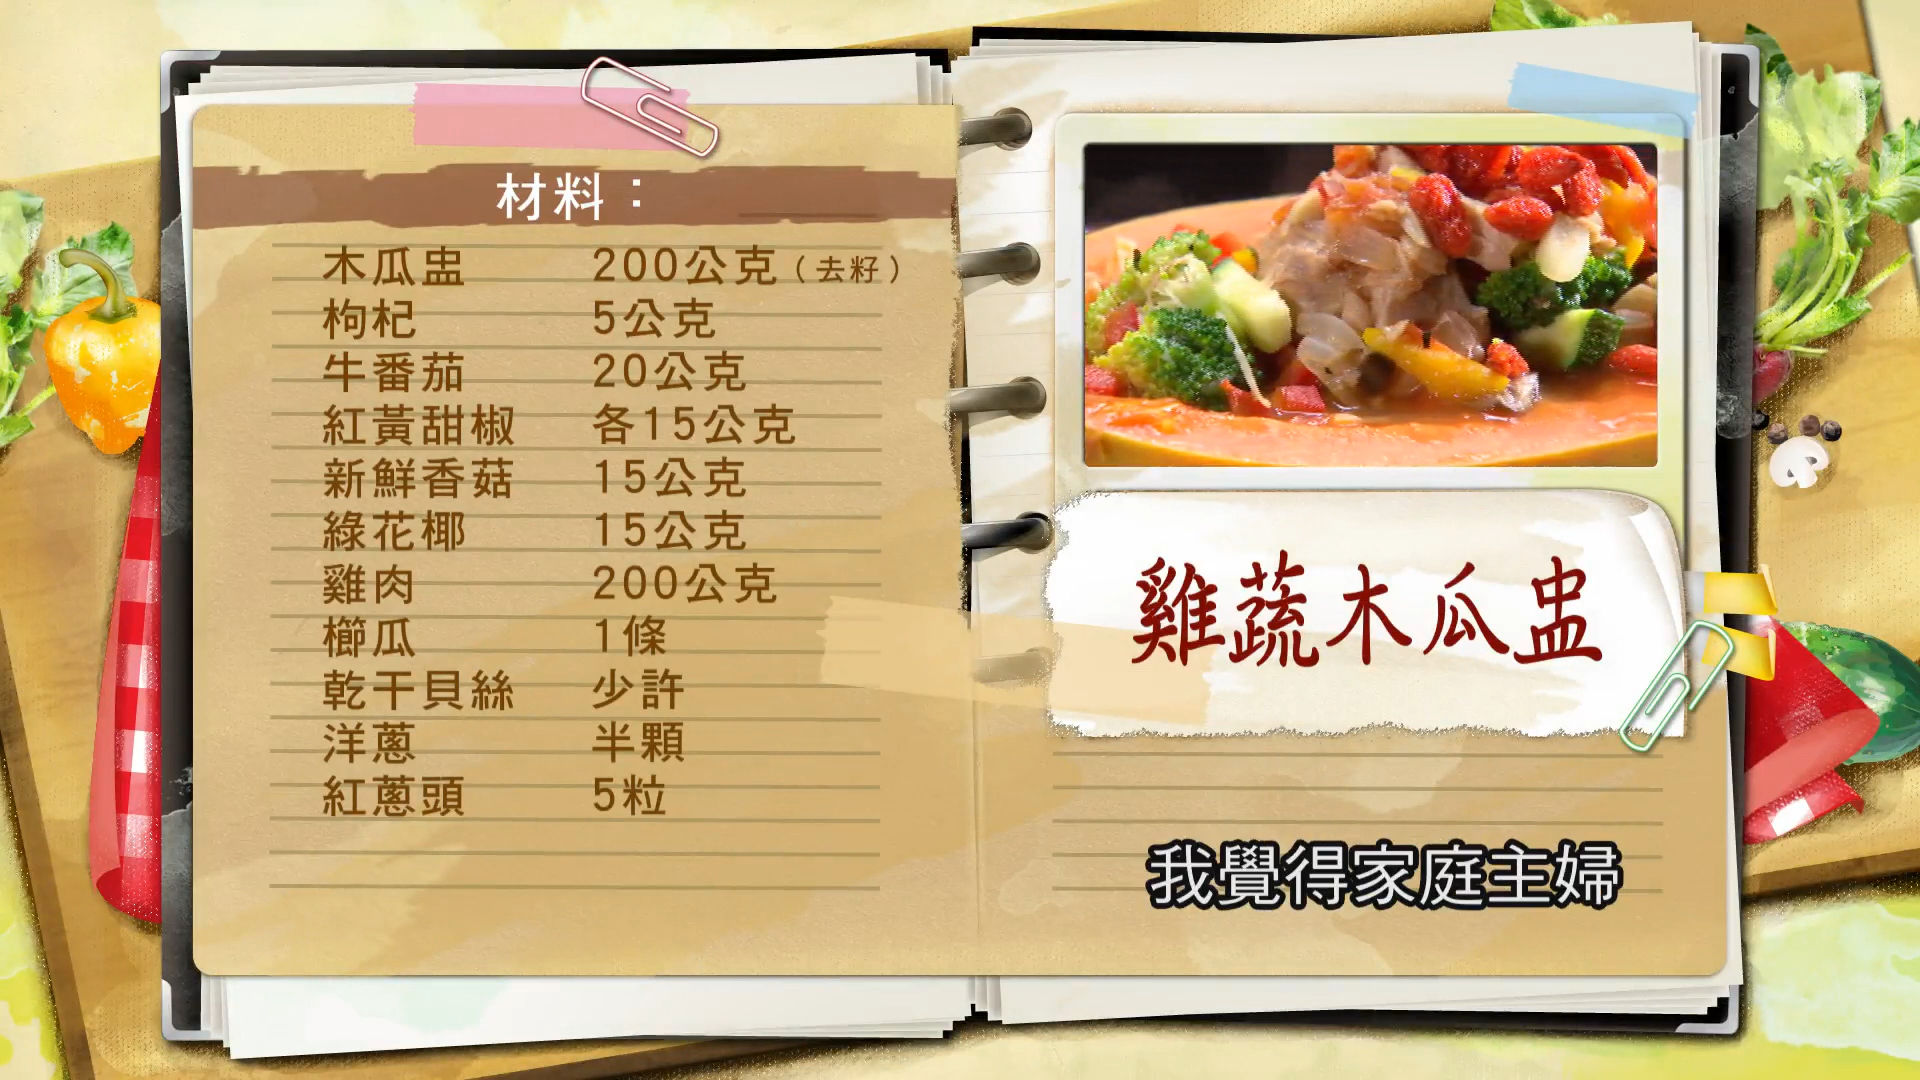 材料：
木瓜盅 200公克（去籽）
枸杞 5公克
牛番茄 20公克
紅黃甜椒 各15公克
新鮮香菇 15公克
綠花椰 15公克
雞肉 200公克
櫛瓜 1條
乾干貝絲 少許
洋蔥 半顆
紅蔥頭 5粒
雞蔬木瓜盅
我覺得家庭主婦